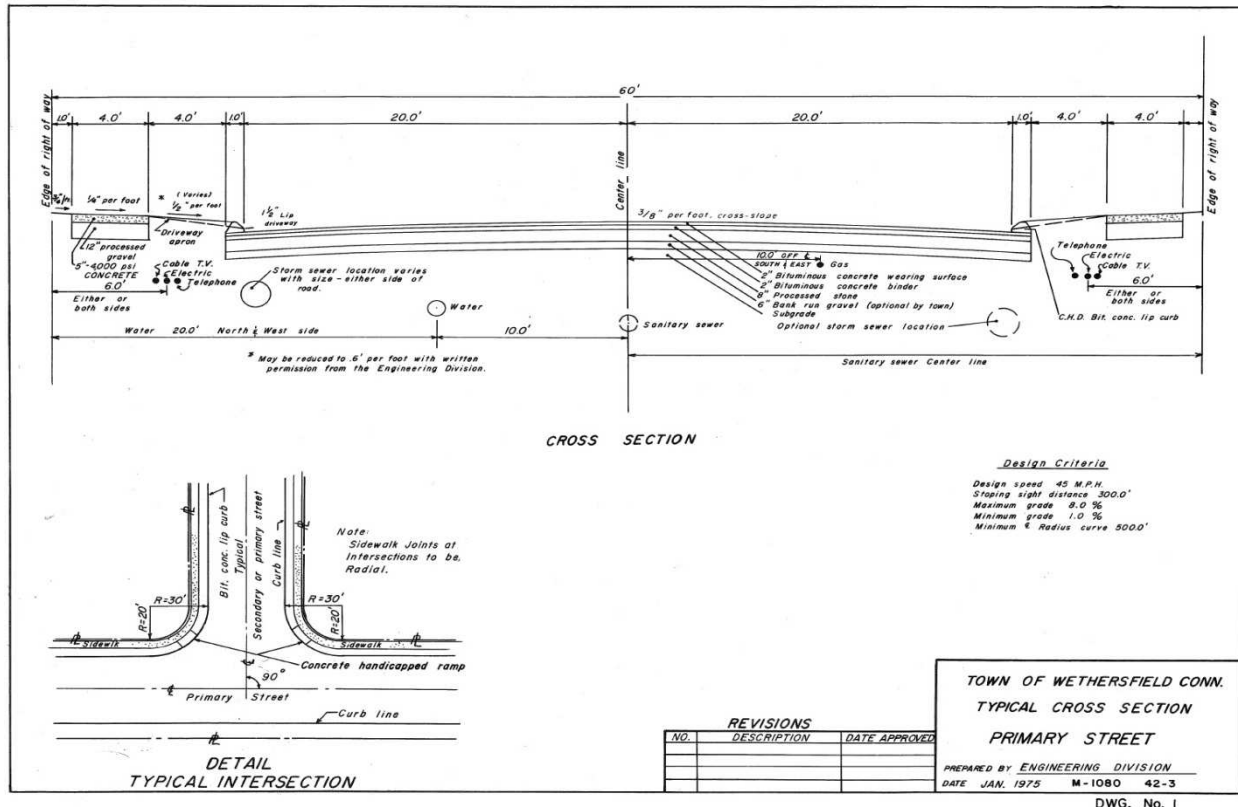 60'
1.0'
4.0'
4.0'
1.0'
20.0'
20.0'
1.0'
4.0'
4.0'
Edge of right of way
Center line
Edge of right of way
1/4" per foot
*
(Varies)
1/2" per foot
1 1/2" Lip
driveway
3/8" per foot, cross-slope
Driveway
apron
12" processed
gravel
5"-4,000 psi
CONCRETE
6.0'
Either or
both sides
Cable T.V.
Electric
Telephone
Storm sewer location varies
with size - either side of
road.
Water
10.0' OFF ℄
SOUTH & EAST
Gas
2" Bituminous concrete wearing surface
2" Bituminous concrete binder
8" Processed stone
6" Bank run gravel (optional by town)
Subgrade
Telephone
Electric
Cable T.V.
6.0'
Either or
both sides
C.H.D. Bit. conc. lip curb
Sanitary sewer
Optional storm sewer location
Water 20.0' North & West side
10.0'
Sanitary sewer Center line
* May be reduced to .6' per foot with written
permission from the Engineering Division.
CROSS SECTION
Design Criteria
Design speed 45 M.P.H.
Stoping sight distance 300.0'
Maximum grade 8.0 %
Minimum grade 1.0 %
Minimum ℄ Radius curve 500.0'
Bit. conc. lip curb
Typical
Secondary or primary street
Curb line
Note:
Sidewalk Joints at
Intersections to be
Radial.
R=30'
R=20'
R=30'
R=20'
Sidewalk
Sidewalk
Concrete handicapped ramp
90°
℄ Primary Street
Curb line
DETAIL
TYPICAL INTERSECTION
REVISIONS
NO. DESCRIPTION DATE APPROVED
TOWN OF WETHERSFIELD CONN.
TYPICAL CROSS SECTION
PRIMARY STREET
PREPARED BY ENGINEERING DIVISION
DATE JAN. 1975 M-1080 42-3
DWG. No. 1